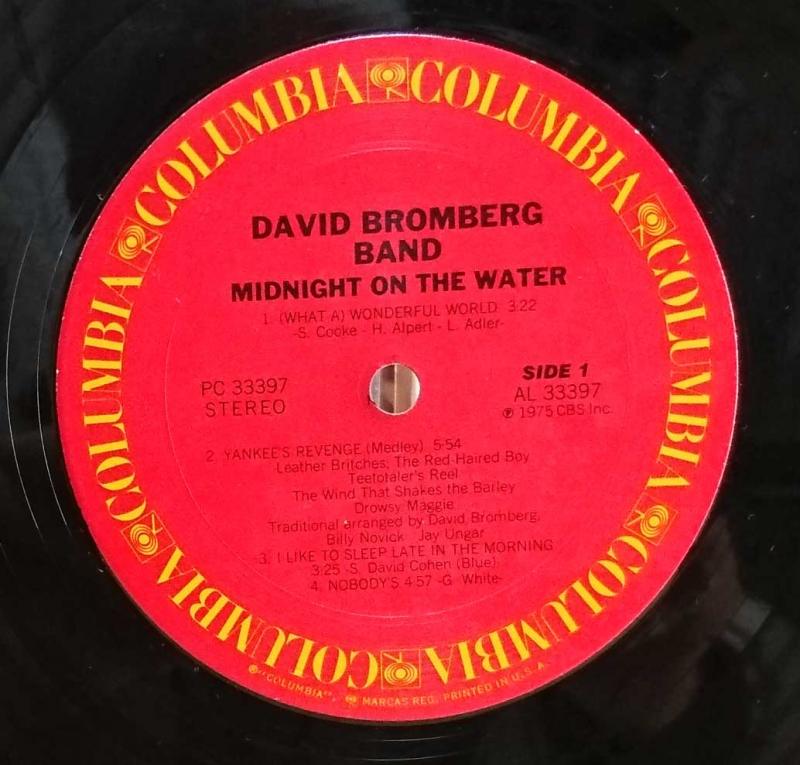 COLUMBIA COLUMBIA COLUMBIA COLUMBIA COLUMBIA COLUMBIA
DAVID BROMBERG
BAND
MIDNIGHT ON THE WATER
1. (WHAT A) WONDERFUL WORLD 3:22
-S. Cooke - H. Alpert - L. Adler-
PC 33397
STEREO
SIDE 1
AL 33397
℗ 1975 CBS Inc.
2. YANKEE'S REVENGE (Medley) 5:54
Leather Britches; The Red Haired Boy
Teetotaler's Reel
The Wind That Shakes the Barley
Drowsy Maggie
Traditional arranged by David Bromberg,
Billy Novick Jay Ungar
3. I LIKE TO SLEEP LATE IN THE MORNING
3:25 -S. David Cohen (Blue)
4. NOBODY'S 4:57 -G. White-
®"COLUMBIA", MARCAS REG. PRINTED IN U.S.A.